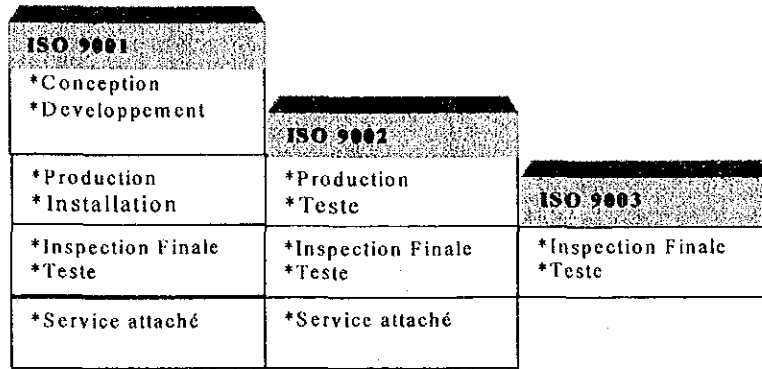 ISO 9001
*Conception
*Developpement
*Production
*Installation
*Inspection Finale
*Teste
*Service attaché
ISO 9002
*Production
*Teste
*Inspection Finale
*Teste
*Service attaché
ISO 9003
*Inspection Finale
*Teste